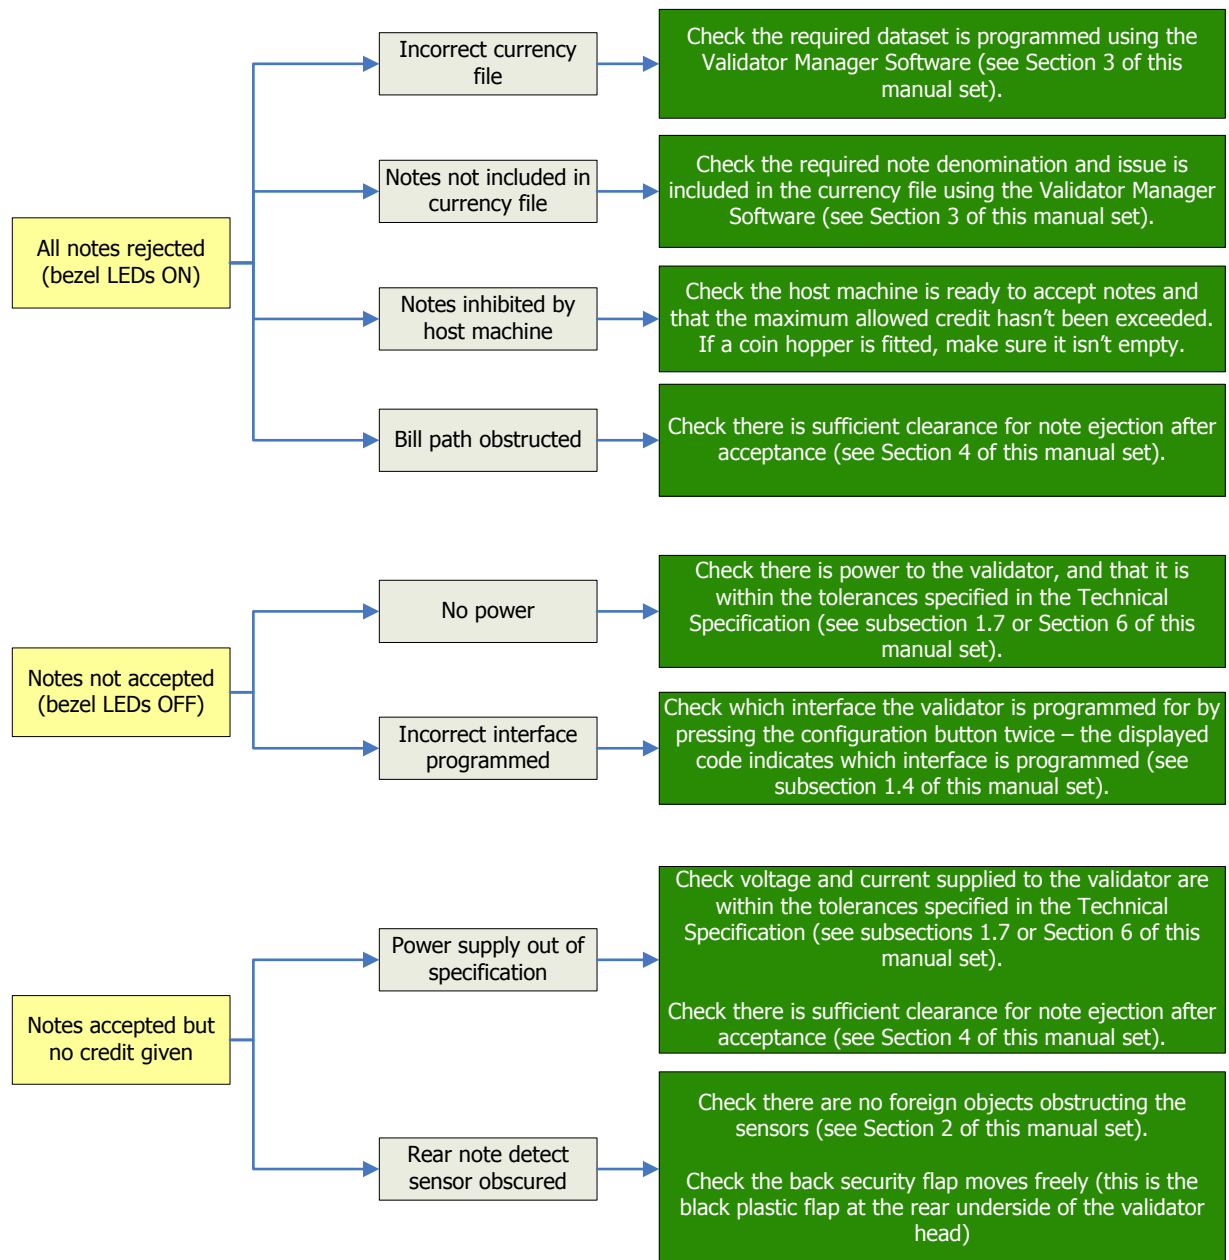 Incorrect currency
file
Check the required dataset is programmed using the
Validator Manager Software (see Section 3 of this
manual set).
Notes not included in
currency file
Check the required note denomination and issue is
included in the currency file using the Validator Manager
Software (see Section 3 of this manual set).
All notes rejected
(bezel LEDs ON)
Notes inhibited by
host machine
Check the host machine is ready to accept notes and
that the maximum allowed credit hasn’t been exceeded.
If a coin hopper is fitted, make sure it isn’t empty.
Bill path obstructed
Check there is sufficient clearance for note ejection after
acceptance (see Section 4 of this manual set).
Notes not accepted
(bezel LEDs OFF)
No power
Check there is power to the validator, and that it is
within the tolerances specified in the Technical
Specification (see subsection 1.7 or Section 6 of this
manual set).
Incorrect interface
programmed
Check which interface the validator is programmed for by
pressing the configuration button twice – the displayed
code indicates which interface is programmed (see
subsection 1.4 of this manual set).
Notes accepted but
no credit given
Power supply out of
specification
Check voltage and current supplied to the validator are
within the tolerances specified in the Technical
Specification (see subsections 1.7 or Section 6 of this
manual set).
Check there is sufficient clearance for note ejection after
acceptance (see Section 4 of this manual set).
Rear note detect
sensor obscured
Check there are no foreign objects obstructing the
sensors (see Section 2 of this manual set).
Check the back security flap moves freely (this is the
black plastic flap at the rear underside of the validator
head)